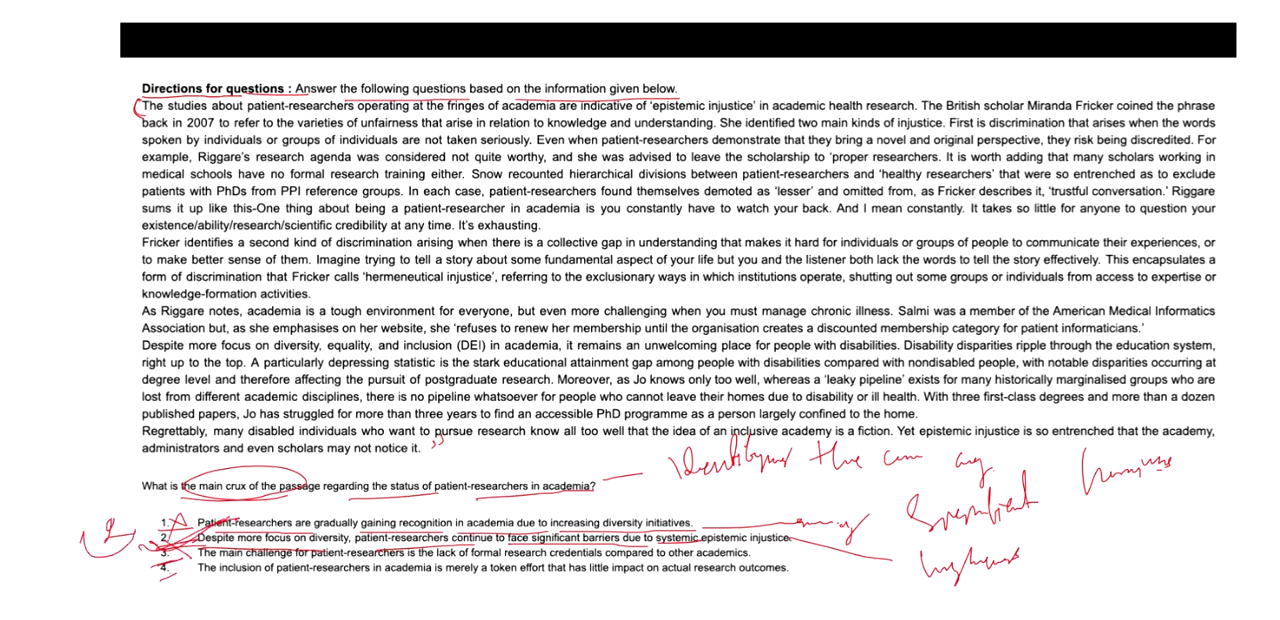 Directions for questions : Answer the following questions based on the information given below.
The studies about patient-researchers operating at the fringes of academia are indicative of 'epistemic injustice' in academic health research. The British scholar Miranda Fricker coined the phrase
back in 2007 to refer to the varieties of unfairness that arise in relation to knowledge and understanding. She identified two main kinds of injustice. First is discrimination that arises when the words
spoken by individuals or groups of individuals are not taken seriously. Even when patient-researchers demonstrate that they bring a novel and original perspective, they risk being discredited. For
example, Riggare's research agenda was considered not quite worthy, and she was advised to leave the scholarship to 'proper researchers. It is worth adding that many scholars working in
medical schools have no formal research training either. Snow recounted hierarchical divisions between patient-researchers and 'healthy researchers' that were so entrenched as to exclude
patients with PhDs from PPI reference groups. In each case, patient-researchers found themselves demoted as 'lesser' and omitted from, as Fricker describes it, 'trustful conversation.' Riggare
sums it up like this-One thing about being a patient-researcher in academia is you constantly have to watch your back. And I mean constantly. It takes so little for anyone to question your
existence/ability/research/scientific credibility at any time. It's exhausting.
Fricker identifies a second kind of discrimination arising when there is a collective gap in understanding that makes it hard for individuals or groups of people to communicate their experiences, or
to make better sense of them. Imagine trying to tell a story about some fundamental aspect of your life but you and the listener both lack the words to tell the story effectively. This encapsulates a
form of discrimination that Fricker calls 'hermeneutical injustice', referring to the exclusionary ways in which institutions operate, shutting out some groups or individuals from access to expertise or
knowledge-formation activities.
As Riggare notes, academia is a tough environment for everyone, but even more challenging when you must manage chronic illness. Salmi was a member of the American Medical Informatics
Association but, as she emphasises on her website, she 'refuses to renew her membership until the organisation creates a discounted membership category for patient informaticians.'
Despite more focus on diversity, equality, and inclusion (DEI) in academia, it remains an unwelcoming place for people with disabilities. Disability disparities ripple through the education system,
right up to the top. A particularly depressing statistic is the stark educational attainment gap among people with disabilities compared with nondisabled people, with notable disparities occurring at
degree level and therefore affecting the pursuit of postgraduate research. Moreover, as Jo knows only too well, whereas a 'leaky pipeline' exists for many historically marginalised groups who are
lost from different academic disciplines, there is no pipeline whatsoever for people who cannot leave their homes due to disability or ill health. With three first-class degrees and more than a dozen
published papers, Jo has struggled for more than three years to find an accessible PhD programme as a person largely confined to the home.
Regrettably, many disabled individuals who want to pursue research know all too well that the idea of an inclusive academy is a fiction. Yet epistemic injustice is so entrenched that the academy,
administrators and even scholars may not notice it.
What is the main crux of the passage regarding the status of patient-researchers in academia?
1. Patient-researchers are gradually gaining recognition in academia due to increasing diversity initiatives.
2. Despite more focus on diversity, patient-researchers continue to face significant barriers due to systemic epistemic injustice.
3. The main challenge for patient-researchers is the lack of formal research credentials compared to other academics.
4. The inclusion of patient-researchers in academia is merely a token effort that has little impact on actual research outcomes.